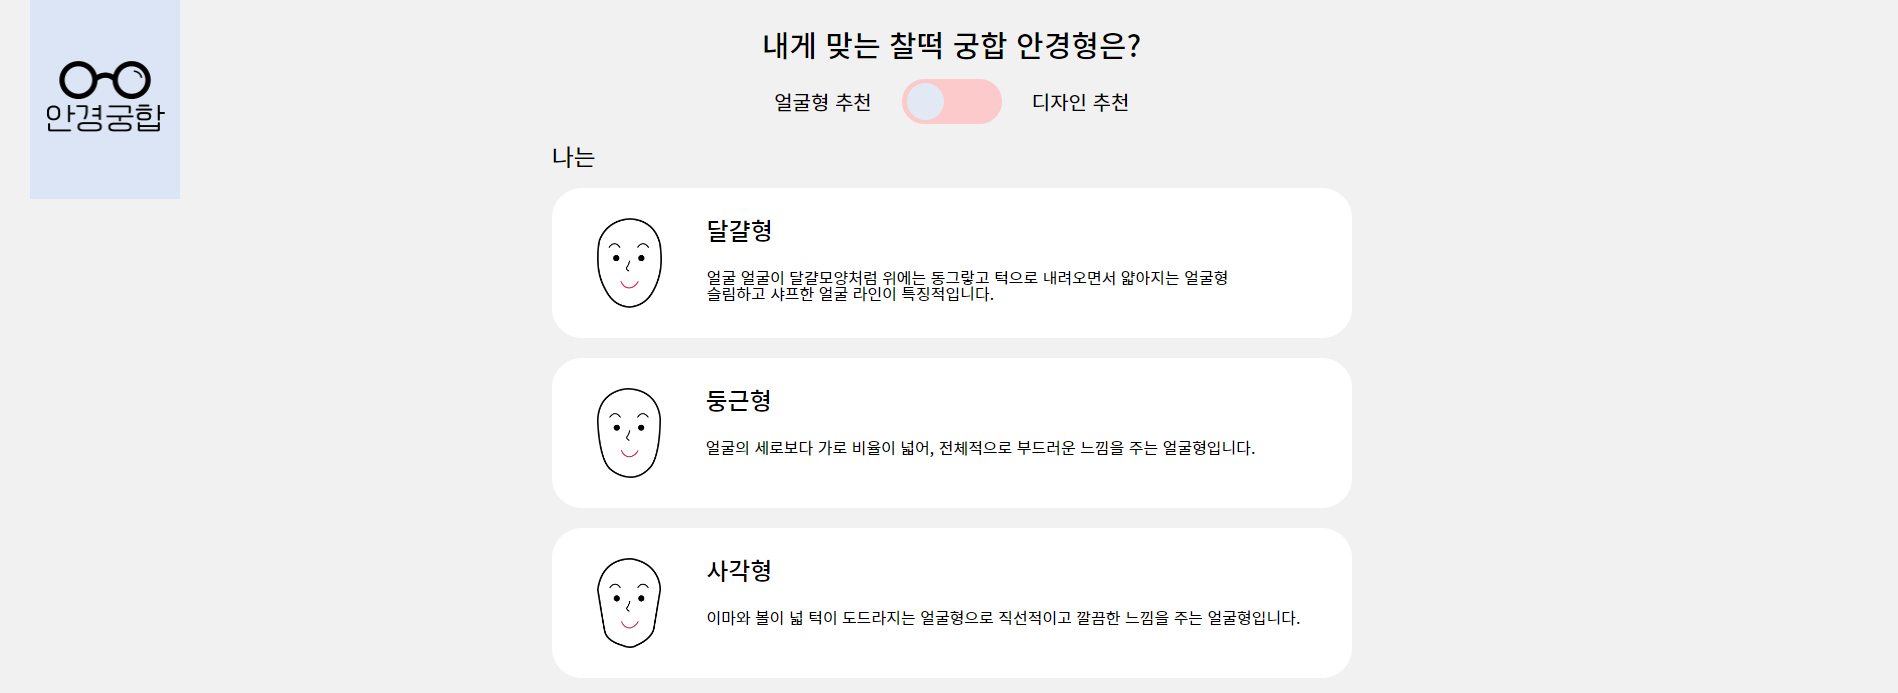 안경궁합
내게 맞는 찰떡 궁합 안경형은?
얼굴형 추천
디자인 추천
나는
달걀형
얼굴 얼굴이 달걀모양처럼 위에는 동그랗고 턱으로 내려오면서 얇아지는 얼굴형
슬림하고 샤프한 얼굴 라인이 특징적입니다.
둥근형
얼굴의 세로보다 가로 비율이 넓어, 전체적으로 부드러운 느낌을 주는 얼굴형입니다.
사각형
이마와 볼이 넓 턱이 도드라지는 얼굴형으로 직선적이고 깔끔한 느낌을 주는 얼굴형입니다.